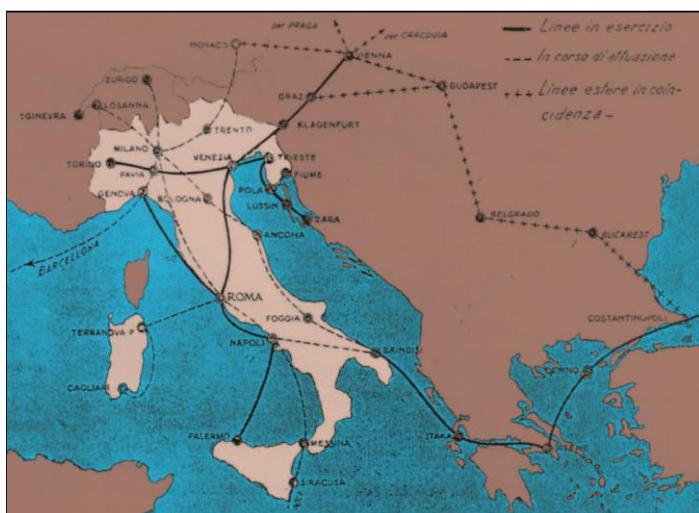 per PRAGA
per CRACOVIA
Linee in esercizio
In corso di attuazione
Linee estere in coin-
cidenza -
MONACO
VIENNA
ZURIGO
BUDAPEST
LOSANNA
GRAZ
GINEVRA
TRENTO
KLAGENFURT
MILANO
VENEZIA
TRIESTE
TORINO
PAVIA
FIUME
GENOVA
BOLOGNA
POLA
LUSSIN
ZARA
BELGRADO
BUCAREST
ANCONA
BARCELLONA
ROMA
COSTANTINOPOLI
TERRANOVA P.
FOGGIA
NAPOLI
BRINDISI
LEMNO
CAGLIARI
PALERMO
MESSINA
ITAKA
ATENE
SIRACUSA